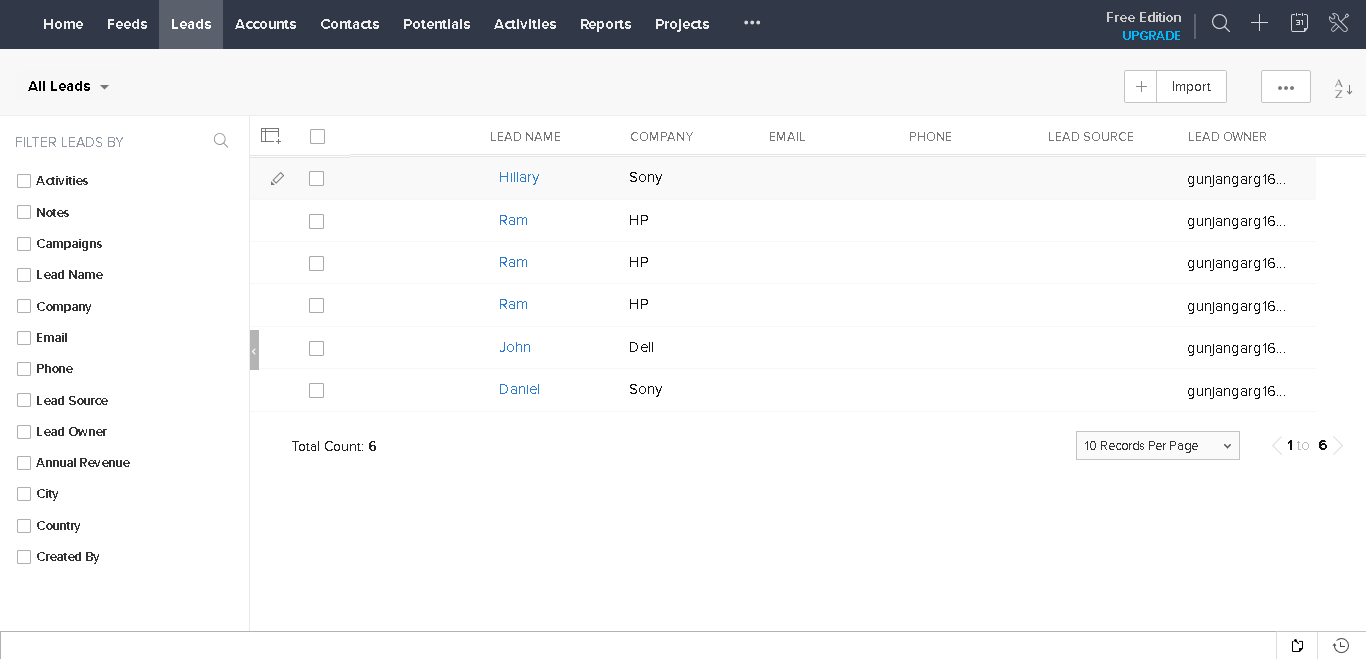 Home Feeds Leads Accounts Contacts Potentials Activities Reports Projects •••
Free Edition
UPGRADE
31
All Leads
Import
•••
A
Z
FILTER LEADS BY
Activities
Notes
Campaigns
Lead Name
Company
Email
Phone
Lead Source
Lead Owner
Annual Revenue
City
Country
Created By
LEAD NAME COMPANY EMAIL PHONE LEAD SOURCE LEAD OWNER
Hillary Sony gunjangarg16...
Ram HP gunjangarg16...
Ram HP gunjangarg16...
Ram HP gunjangarg16...
John Dell gunjangarg16...
Daniel Sony gunjangarg16...
Total Count: 6
10 Records Per Page
1 to 6